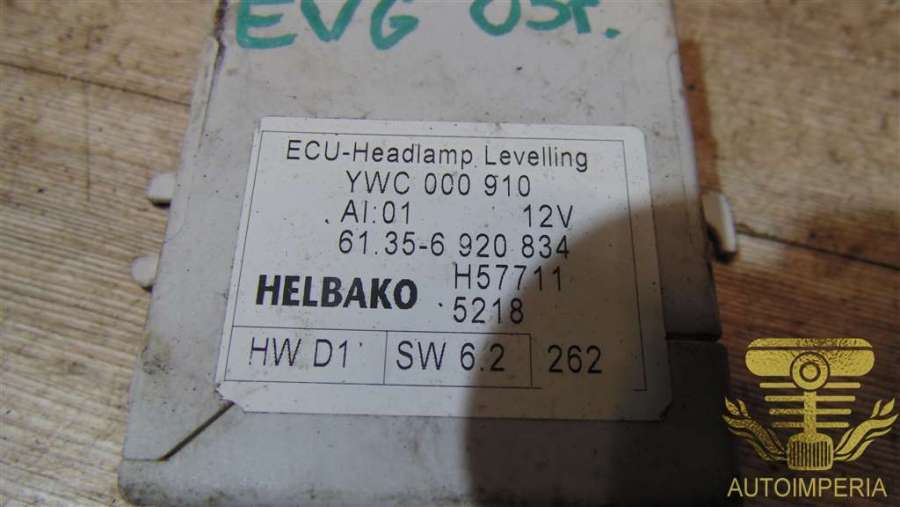 EVG 05r.
ECU-Headlamp Levelling
YWC 000 910
AI:01 12V
61.35-6 920 834
HELBAKO H57711
5218
HW D1 SW 6.2 262
AUTOIMPERIA